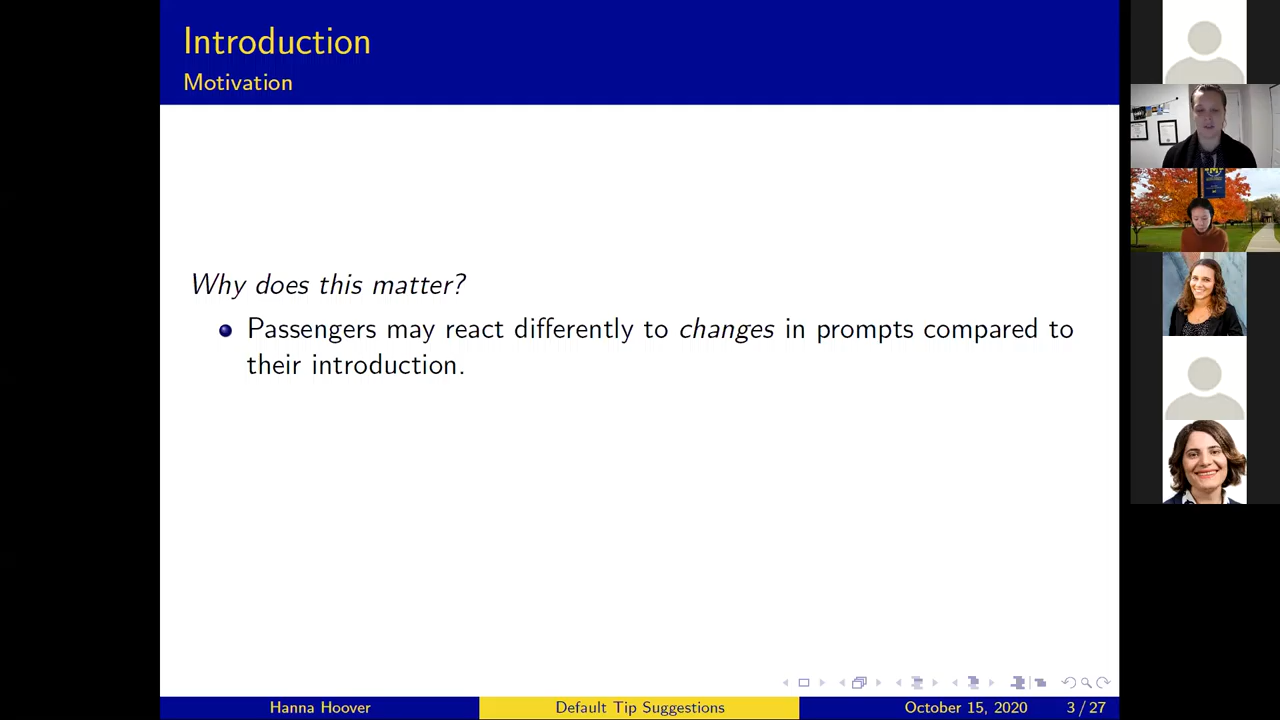 Introduction
Motivation
Why does this matter?
Passengers may react differently to changes in prompts compared to
their introduction.
Hanna Hoover
Default Tip Suggestions
October 15, 2020
3 / 27